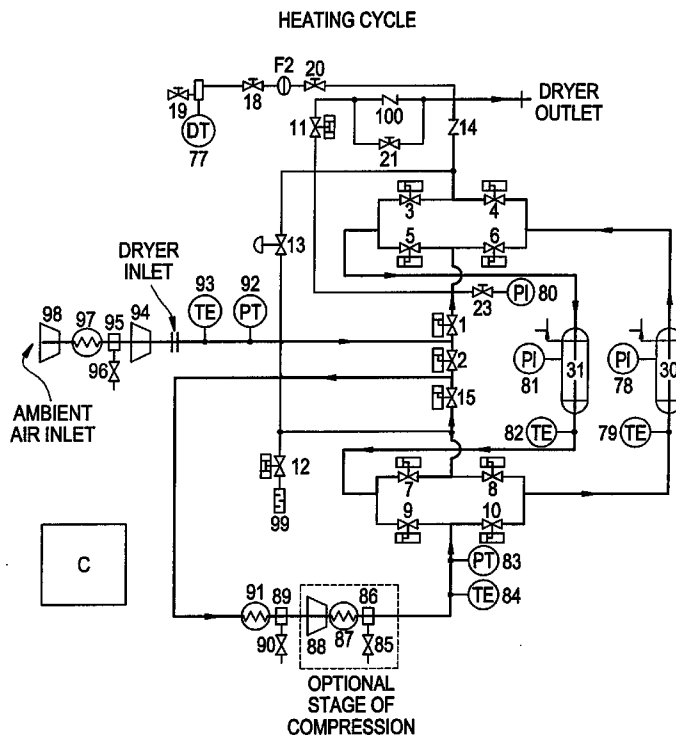 HEATING CYCLE
F2 20
19 18
DT
77
11
100
21
14
DRYER
OUTLET
3 4
5 6
13
DRYER
INLET
93 92
TE PT
98 97 95 94
96
AMBIENT
AIR INLET
23 PI 80
1
2
15
PI
81
31
PI
78
30
82 TE
79 TE
12
99
7 8
9 10
C
PT 83
TE 84
91 89
90
88 87 86
85
OPTIONAL
STAGE OF
COMPRESSION